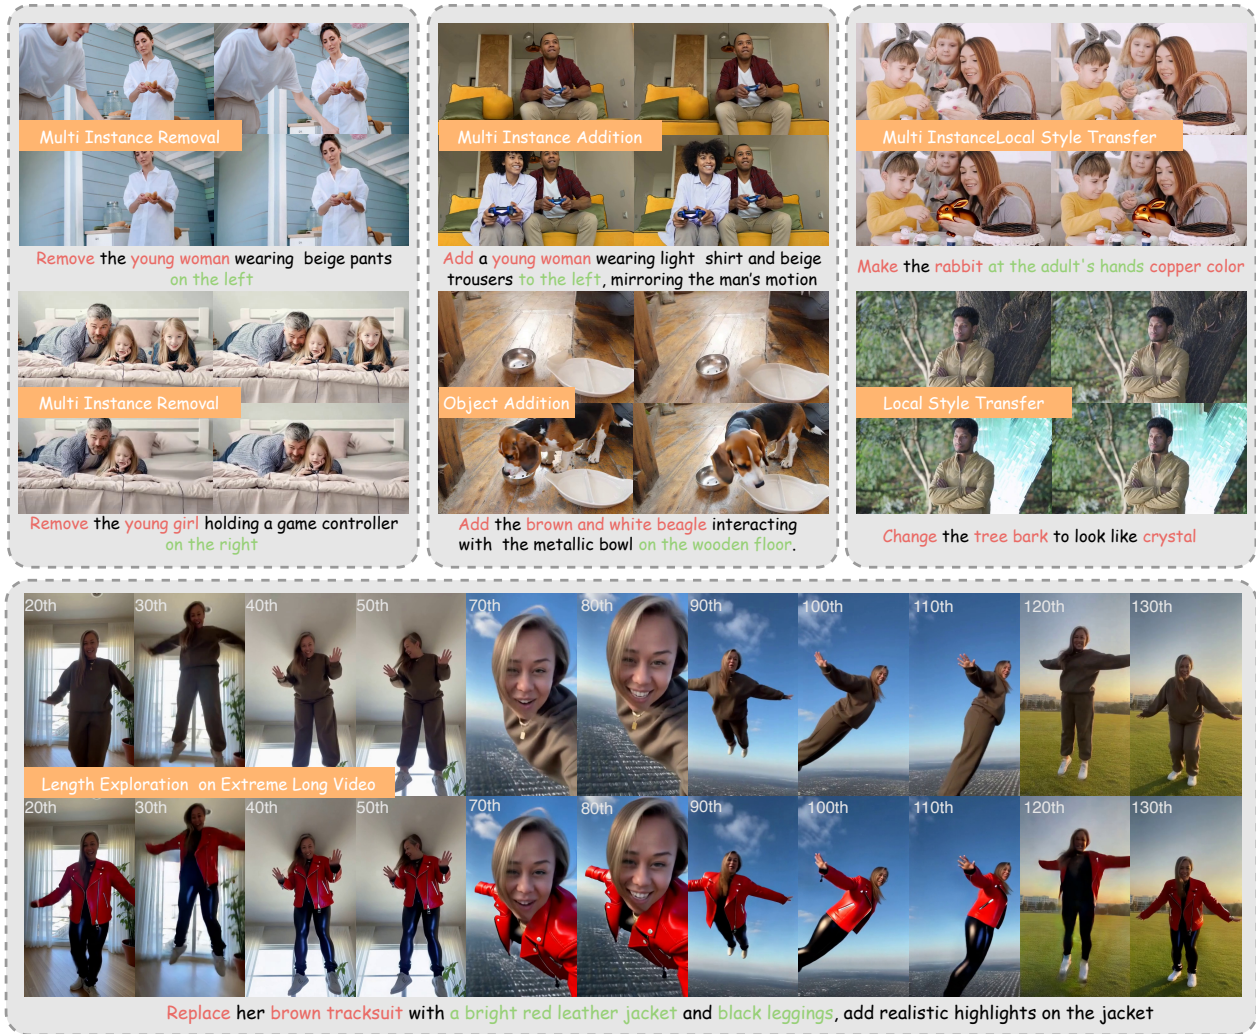 Multi Instance Removal
Remove the young woman wearing beige pants
on the left
Multi Instance Removal
Remove the young girl holding a game controller
on the right
Multi Instance Addition
Add a young woman wearing light shirt and beige
trousers to the left, mirroring the man's motion
Object Addition
Add the brown and white beagle interacting
with the metallic bowl on the wooden floor.
Multi InstanceLocal Style Transfer
Make the rabbit at the adult's hands copper color
Local Style Transfer
Change the tree bark to look like crystal
20th 30th 40th 50th 70th 80th 90th 100th 110th 120th 130th
Length Exploration on Extreme Long Video
20th 30th 40th 50th 70th 80th 90th 100th 110th 120th 130th
Replace her brown tracksuit with a bright red leather jacket and black leggings, add realistic highlights on the jacket